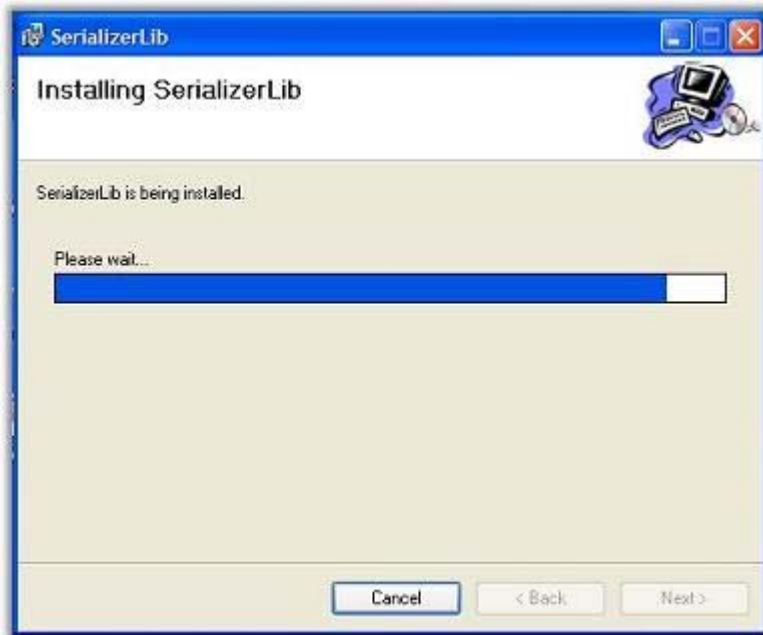 SerializerLib
Installing SerializerLib
SerializerLib is being installed.
Please wait...
Cancel
< Back
Next >